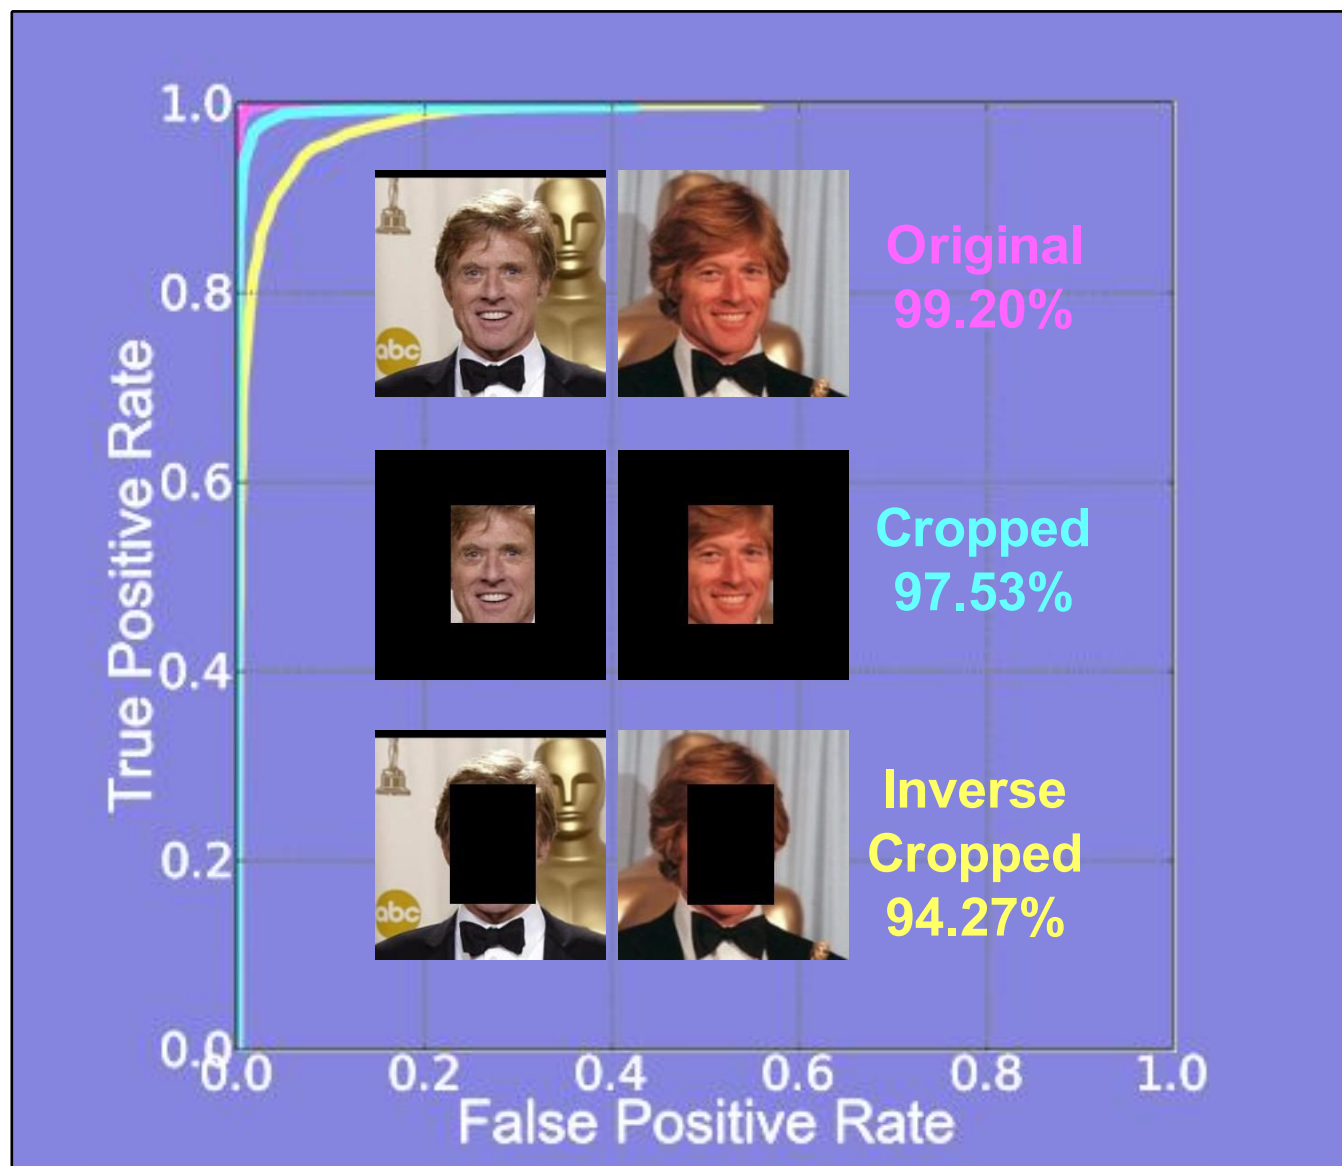 1.0
0.8
0.6
0.4
0.2
0.0
True Positive Rate
abc
Original
99.20%
Cropped
97.53%
abc
Inverse
Cropped
94.27%
0.0 0.2 0.4 0.6 0.8 1.0
False Positive Rate